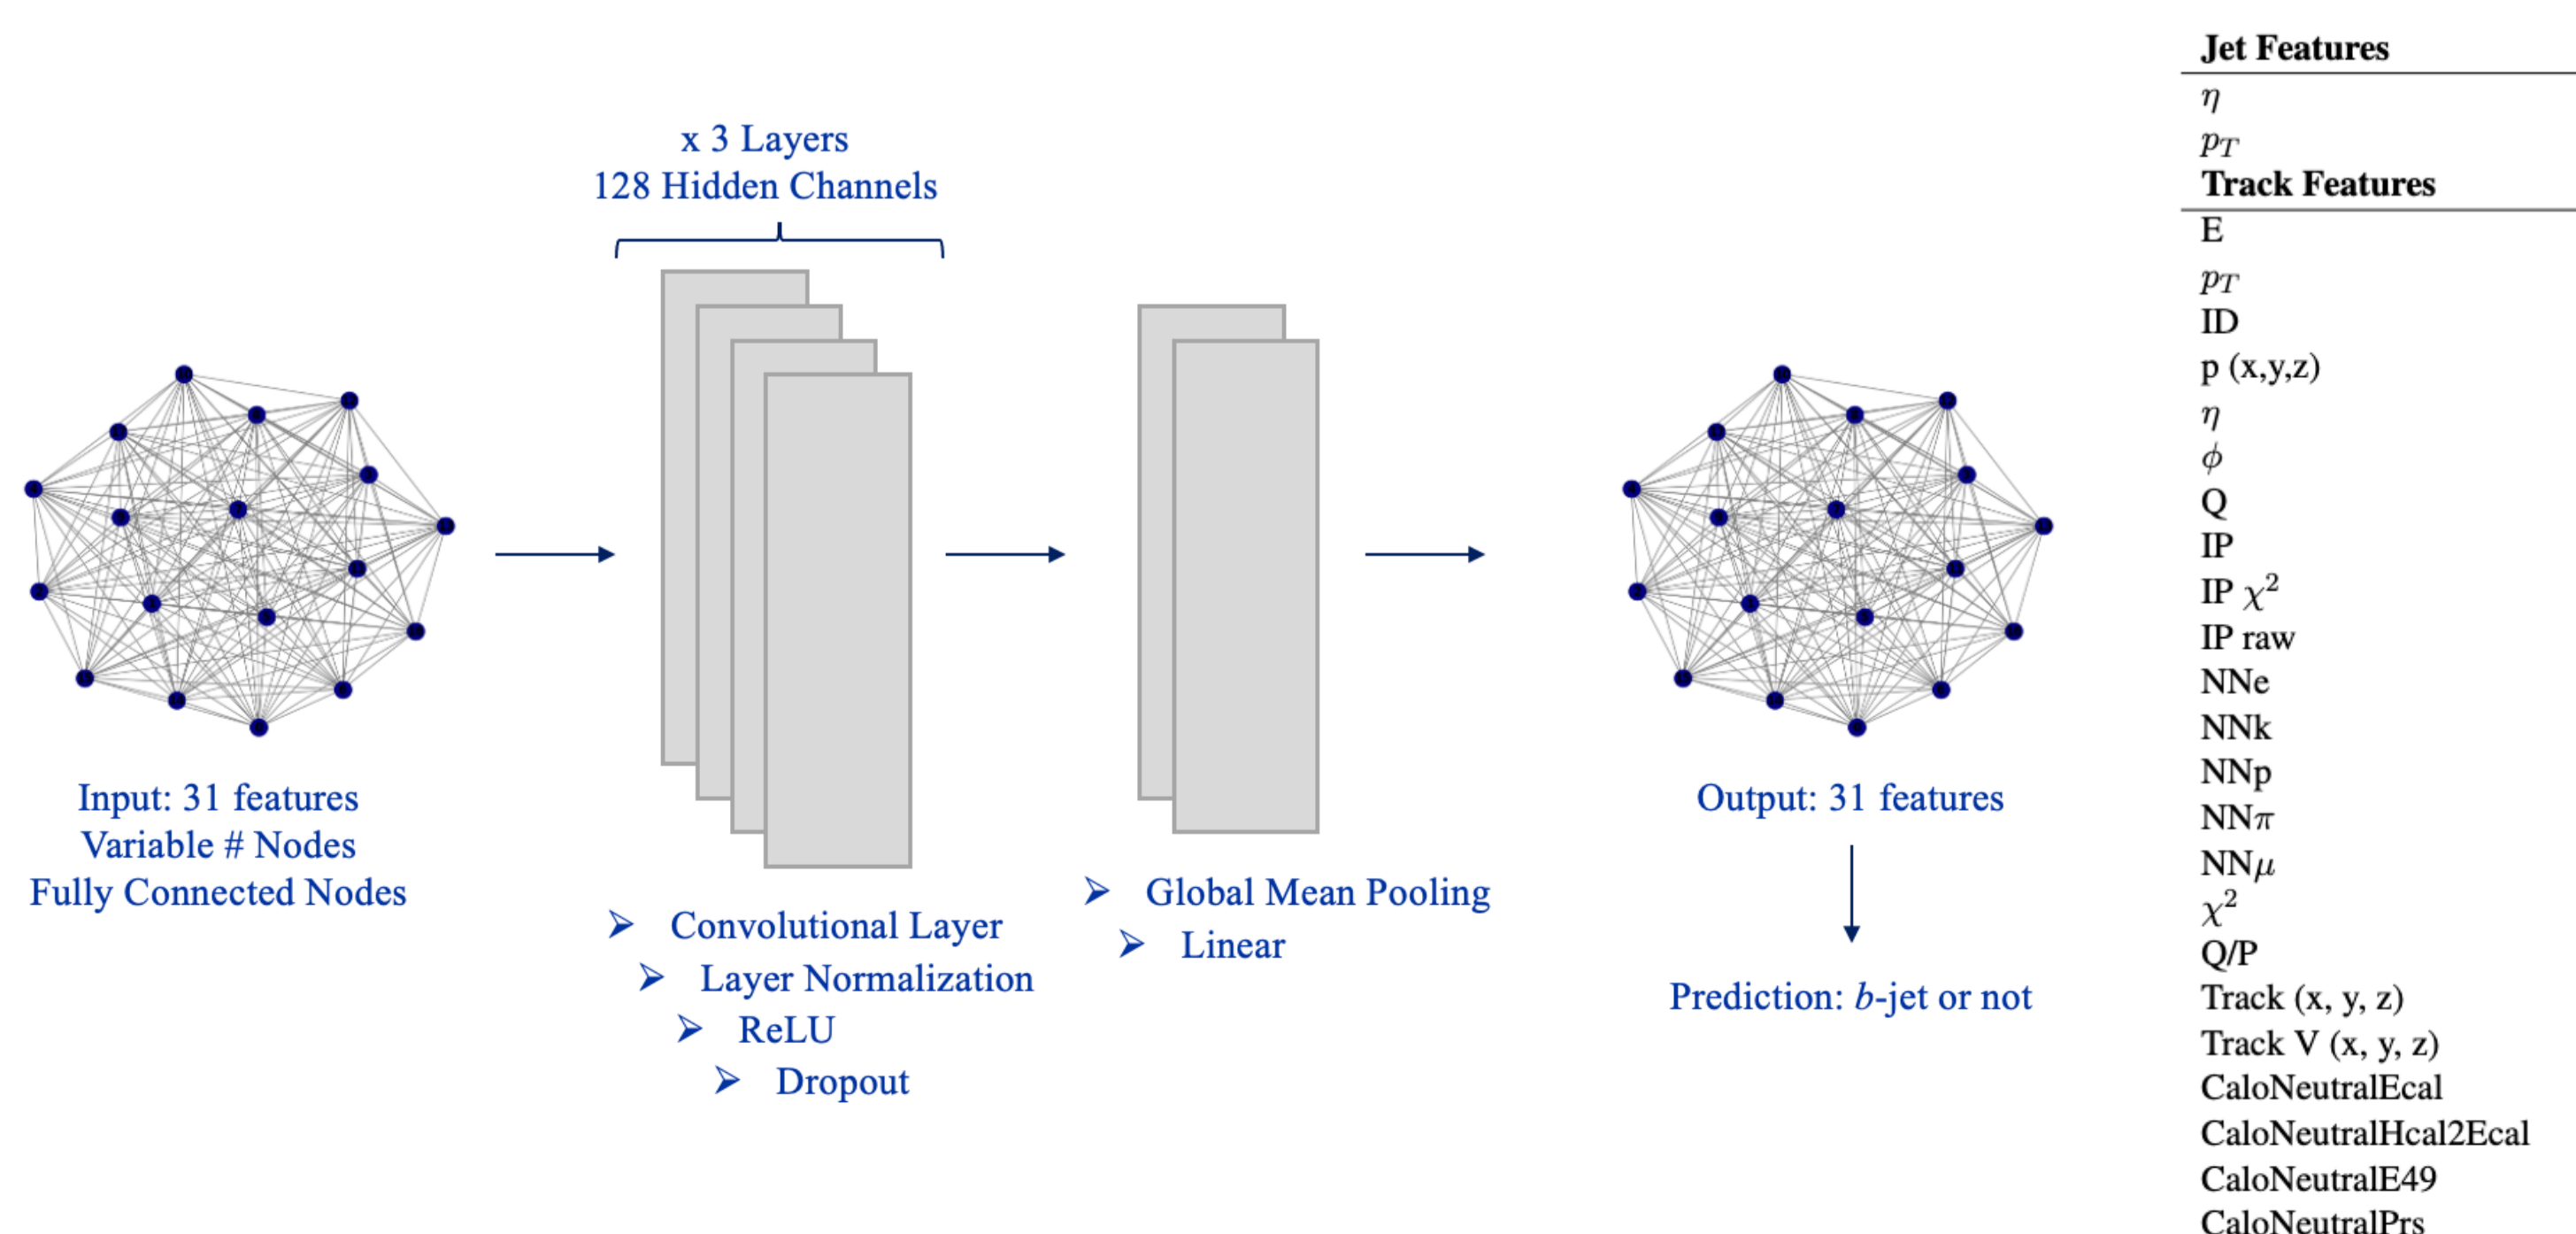 x 3 Layers
128 Hidden Channels
Input: 31 features
Variable # Nodes
Fully Connected Nodes
➢ Convolutional Layer
➢ Layer Normalization
➢ ReLU
➢ Dropout
➢ Global Mean Pooling
➢ Linear
Output: 31 features
Prediction: b-jet or not
Jet Features
η
p_T
Track Features
E
p_T
ID
p (x,y,z)
η
ϕ
Q
IP
IP χ²
IP raw
NNe
NNk
NNp
NNπ
NNμ
χ²
Q/P
Track (x, y, z)
Track V (x, y, z)
CaloNeutralEcal
CaloNeutralHcal2Ecal
CaloNeutralE49
CaloNeutralPrs